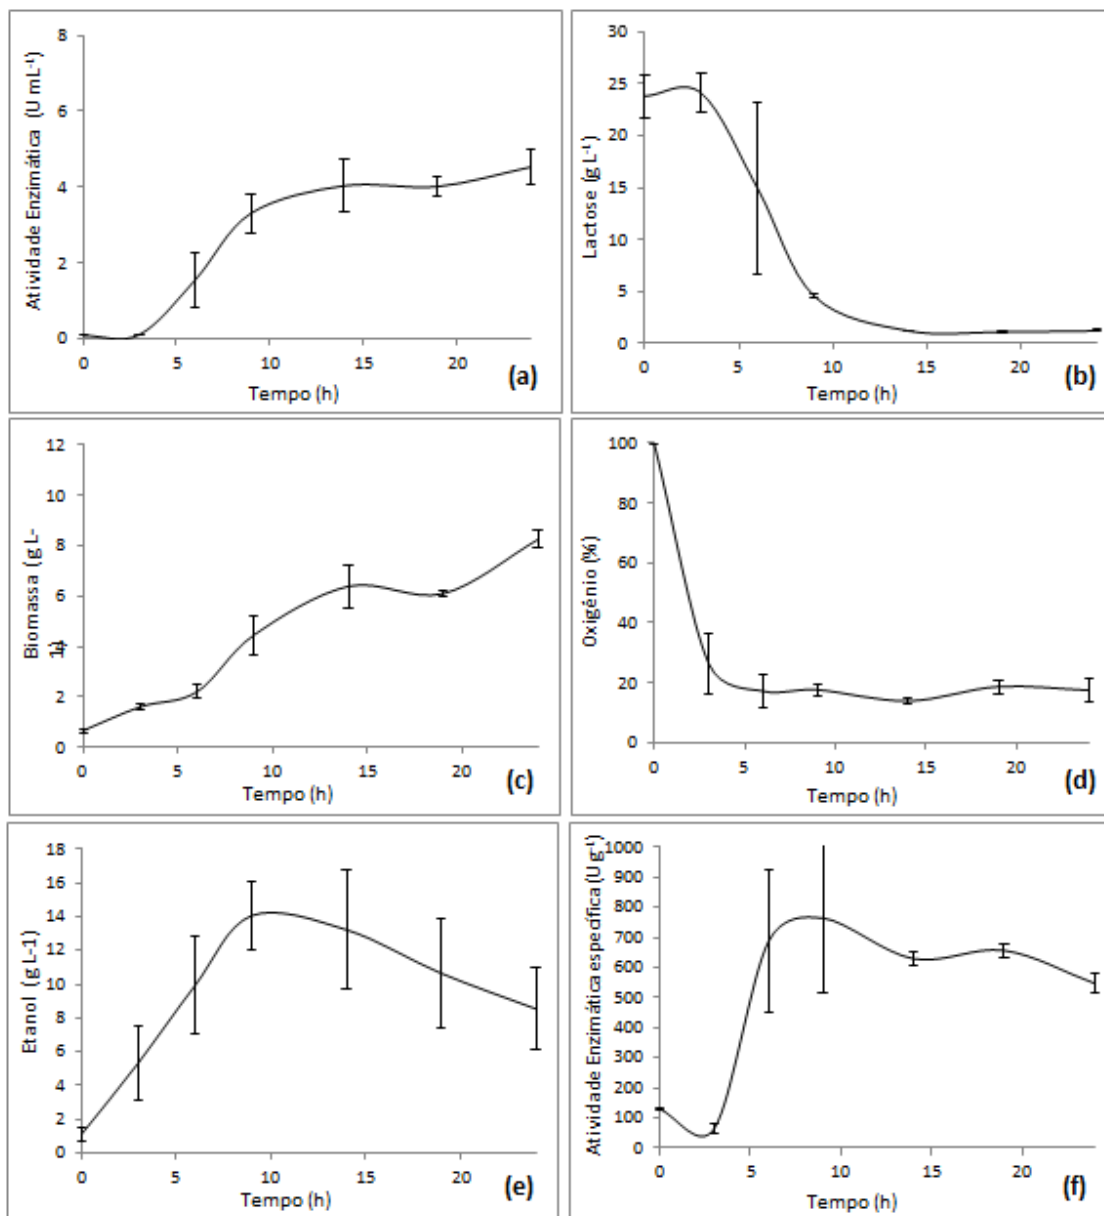 Atividade Enzimática (U mL⁻¹)
8
6
4
2
0
0 5 10 15 20
Tempo (h)
(a)
Lactose (g L⁻¹)
30
25
20
15
10
5
0
0 5 10 15 20
Tempo (h)
(b)
Biomassa (g L-
12
10
8
6
4
2
0
0 5 10 15 20
Tempo (h)
(c)
Oxigênio (%)
100
80
60
40
20
0
0 5 10 15 20
Tempo (h)
(d)
Etanol (g L-1)
18
16
14
12
10
8
6
4
2
0
0 5 10 15 20
Tempo (h)
(e)
Atividade Enzimática específica (U g⁻¹)
1000
900
800
700
600
500
400
300
200
100
0
0 5 10 15 20
Tempo (h)
(f)